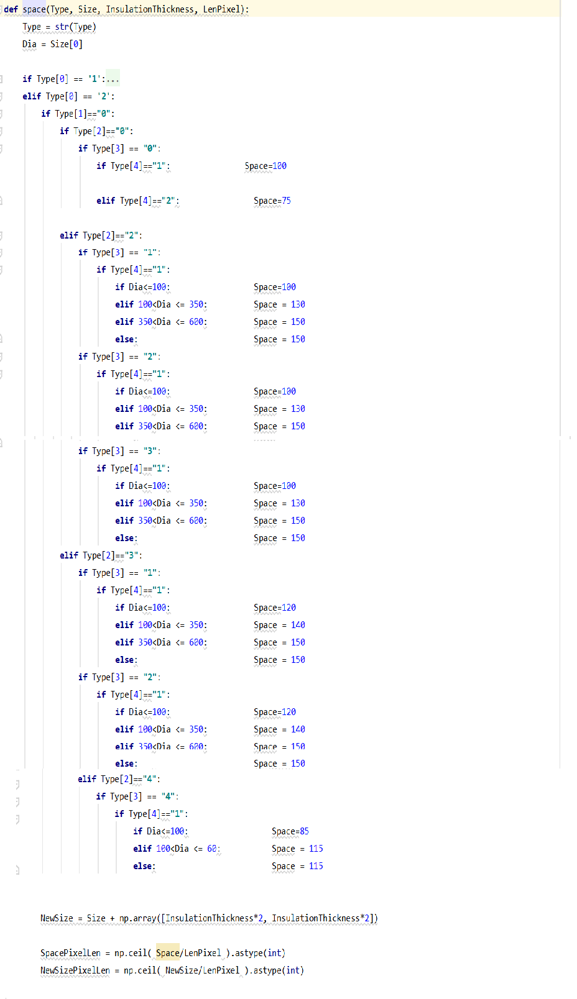 def space(Type, Size, InsulationThickness, LenPixel):
    Type = str(Type)
    Dia = Size[0]
    if Type[0] == '1':...
    elif Type[0] == '2':
        if Type[1]=="0":
            if Type[2]=="0":
                if Type[3] == "0":
                    if Type[4]=="1":                Space=100
                    elif Type[4]=="2":                Space=75
            elif Type[2]=="2":
                if Type[3] == "1":
                    if Type[4]=="1":
                        if Dia<=100:                  Space=100
                        elif 100<Dia <= 350:          Space = 130
                        elif 350<Dia <= 600:          Space = 150
                        else:                         Space = 150
                if Type[3] == "2":
                    if Type[4]=="1":
                        if Dia<=100:                  Space=100
                        elif 100<Dia <= 350:          Space = 130
                        elif 350<Dia <= 600:          Space = 150
                if Type[3] == "3":
                    if Type[4]=="1":
                        if Dia<=100:                  Space=100
                        elif 100<Dia <= 350:          Space = 130
                        elif 350<Dia <= 600:          Space = 150
                        else:                         Space = 150
            elif Type[2]=="3":
                if Type[3] == "1":
                    if Type[4]=="1":
                        if Dia<=100:                  Space=120
                        elif 100<Dia <= 350:          Space = 140
                        elif 350<Dia <= 600:          Space = 150
                        else:                         Space = 150
                if Type[3] == "2":
                    if Type[4]=="1":
                        if Dia<=100:                  Space=120
                        elif 100<Dia <= 350:          Space = 140
                        elif 350<Dia <= 600:          Space = 150
                        else:                         Space = 150
                elif Type[2]=="4":
                    if Type[3] == "4":
                        if Type[4]=="1":
                            if Dia<=100:                  Space=85
                            elif 100<Dia <= 60:           Space = 115
                            else:                         Space = 115
        NewSize = Size + np.array([InsulationThickness*2, InsulationThickness*2])
        SpacePixelLen = np.ceil( Space/LenPixel ).astype(int)
        NewSizePixelLen = np.ceil( NewSize/LenPixel ).astype(int)